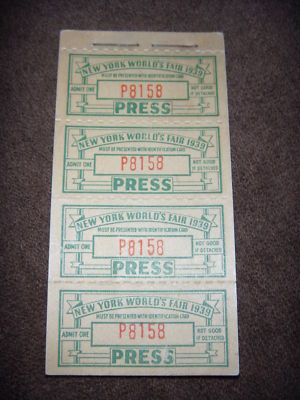 NEW YORK WORLD'S FAIR 1939
MUST BE PRESENTED WITH IDENTIFICATION CARD
ADMIT ONE P8158 NOT GOOD IF DETACHED
PRESS
NEW YORK WORLD'S FAIR 1939
MUST BE PRESENTED WITH IDENTIFICATION CARD
ADMIT ONE P8158 NOT GOOD IF DETACHED
PRESS
NEW YORK WORLD'S FAIR 1939
MUST BE PRESENTED WITH IDENTIFICATION CARD
ADMIT ONE P8158 NOT GOOD IF DETACHED
PRESS
NEW YORK WORLD'S FAIR 1939
MUST BE PRESENTED WITH IDENTIFICATION CARD
ADMIT ONE P8158 NOT GOOD IF DETACHED
PRESS